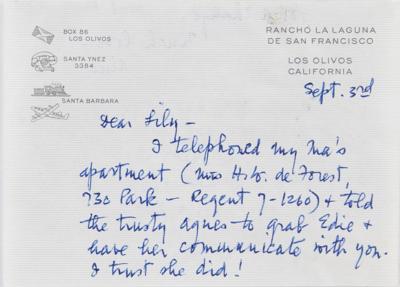 BOX 86
LOS OLIVOS
SANTA YNEZ
3384
SANTA BARBARA
RANCHO LA LAGUNA
DE SAN FRANCISCO
LOS OLIVOS
CALIFORNIA
Sept. 3rd
Dear Lily –
I telephoned my ma's
apartment (Mrs H. W. de Forest,
730 Park – Regent 7-1260) & told
the trusty agnes to grab Edie &
have her communicate with you.
I trust she did!